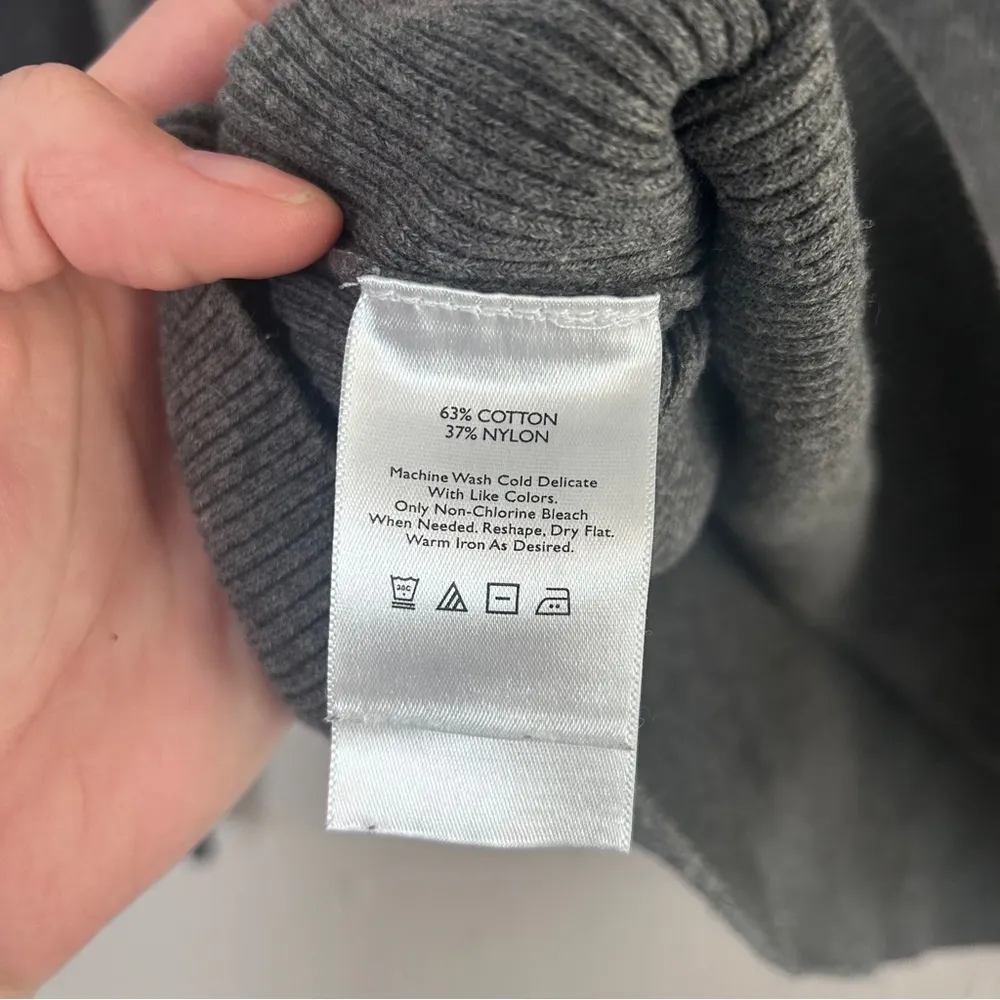 63% COTTON
37% NYLON
Machine Wash Cold Delicate
With Like Colors.
Only Non-Chlorine Bleach
When Needed. Reshape, Dry Flat.
Warm Iron As Desired.
30C